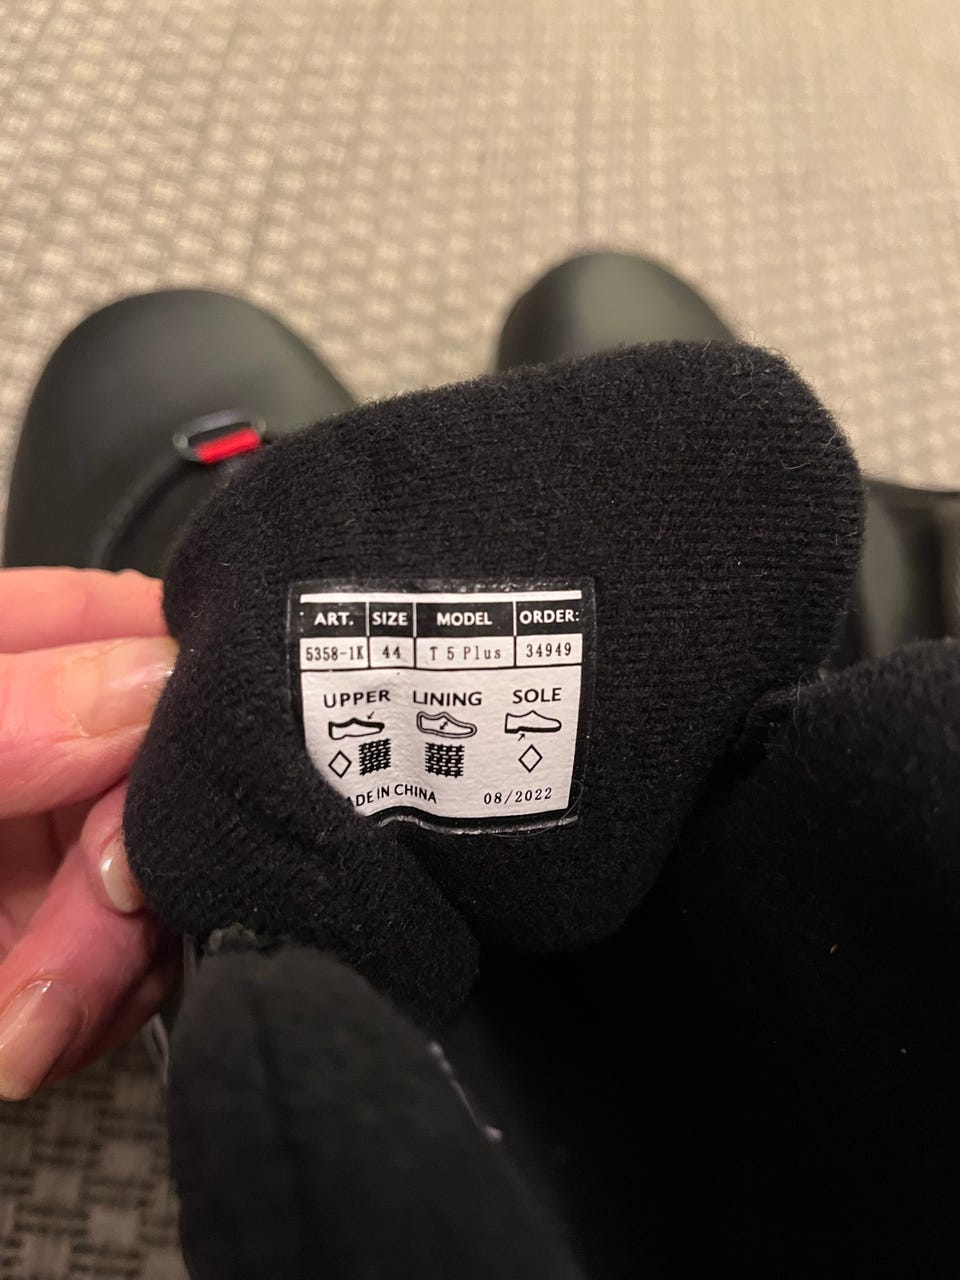 ART. SIZE MODEL ORDER:
5358-1K 44 T 5 Plus 34949
UPPER LINING SOLE
ADE IN CHINA 08/2022